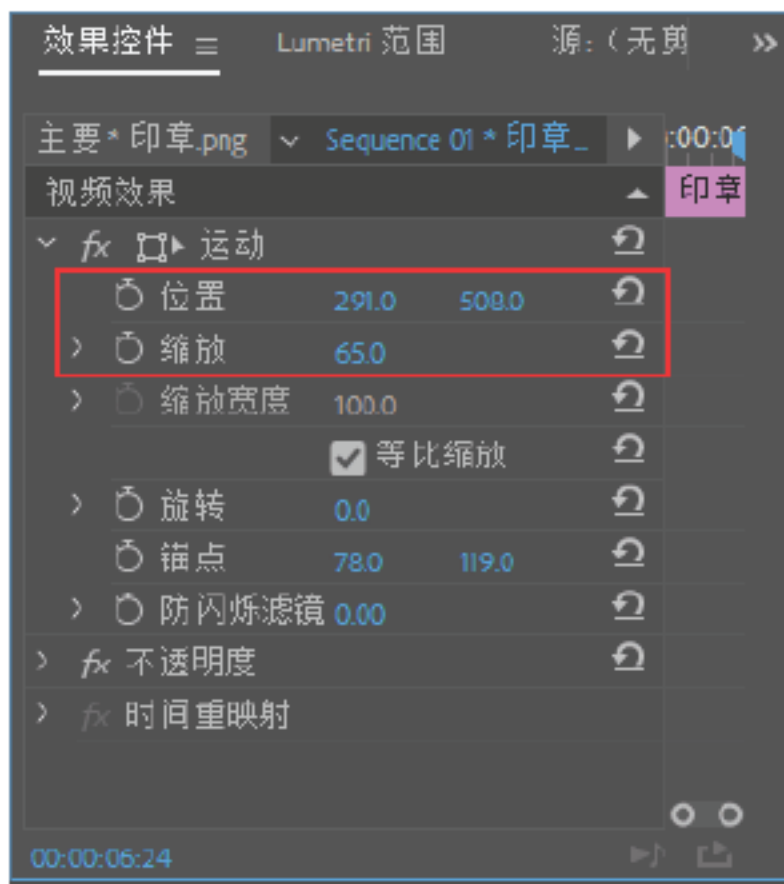 效果控件 Lumetri 范围 源:（无剪
主要*印章.png Sequence 01*印章_ :00:0
视频效果 印章
fx 运动
位置 291.0 508.0
缩放 65.0
缩放宽度 100.0
等比缩放
旋转 0.0
锚点 78.0 119.0
防闪烁滤镜 0.00
fx 不透明度
fx 时间重映射
00:00:06:24